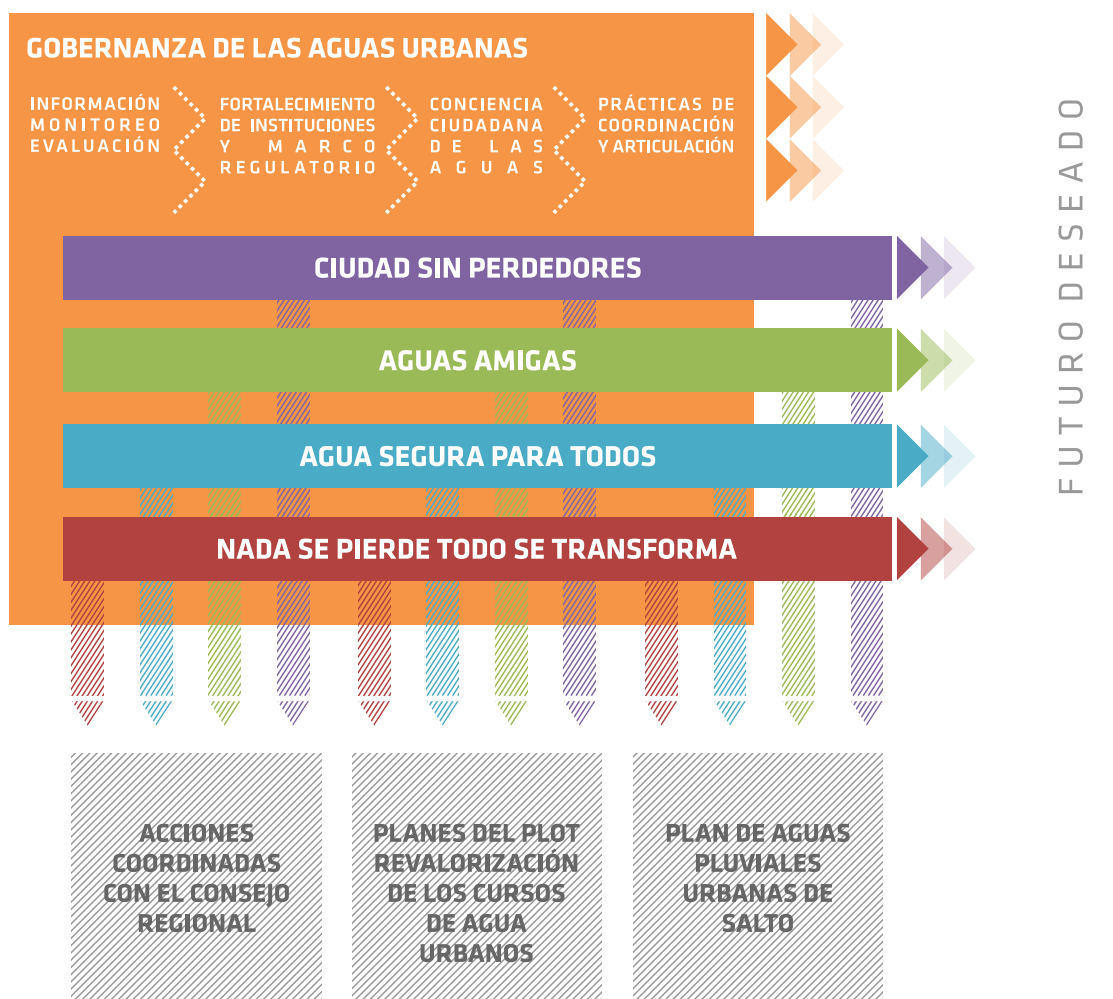 GOBERNANZA DE LAS AGUAS URBANAS
INFORMACIÓN
MONITOREO
EVALUACIÓN
FORTALECIMIENTO
DE INSTITUCIONES
Y MARCO
REGULATORIO
CONCIENCIA
CIUDADANA
DE LAS
AGUAS
PRÁCTICAS DE
COORDINACIÓN
Y ARTICULACIÓN
CIUDAD SIN PERDEDORES
AGUAS AMIGAS
AGUA SEGURA PARA TODOS
NADA SE PIERDE TODO SE TRANSFORMA
FUTURO DESEADO
ACCIONES
COORDINADAS
CON EL CONSEJO
REGIONAL
PLANES DEL PLOT
REVALORIZACIÓN
DE LOS CURSOS
DE AGUA
URBANOS
PLAN DE AGUAS
PLUVIALES
URBANAS DE
SALTO